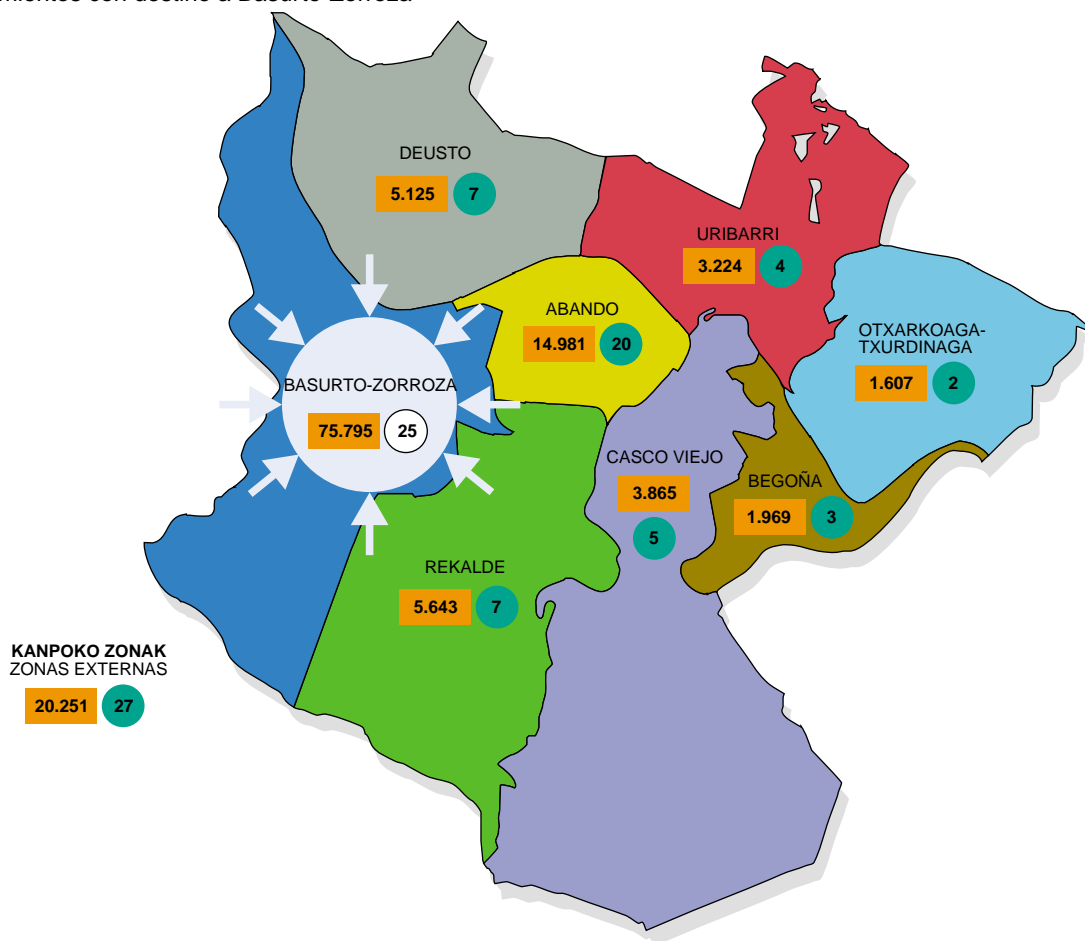 DEUSTO
5.125 7
URIBARRI
3.224 4
ABANDO
14.981 20
OTXARKOAGA-
TXURDINAGA
1.607 2
BASURTO-ZORROZA
75.795 25
CASCO VIEJO
3.865
5
BEGOÑA
1.969 3
REKALDE
5.643 7
KANPOKO ZONAK
ZONAS EXTERNAS
20.251 27